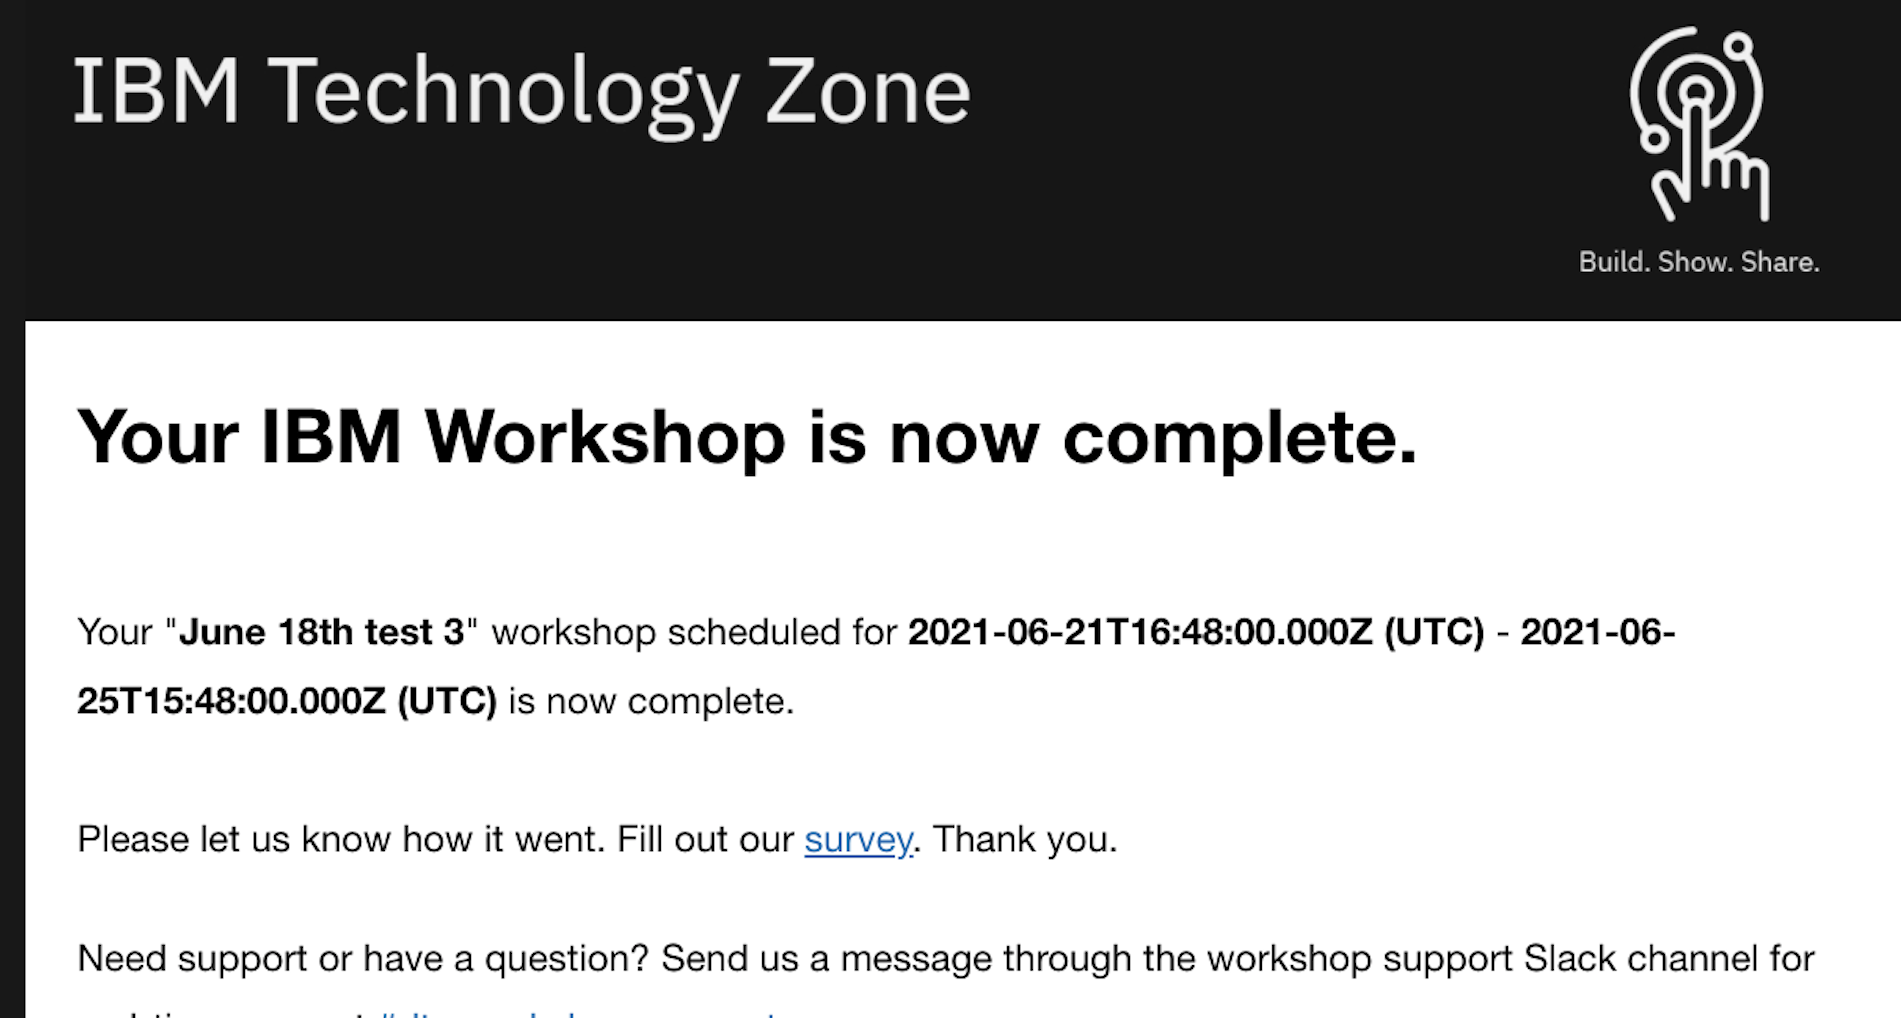 IBM Technology Zone
Build. Show. Share.
Your IBM Workshop is now complete.
Your "June 18th test 3" workshop scheduled for 2021-06-21T16:48:00.000Z (UTC) - 2021-06-
25T15:48:00.000Z (UTC) is now complete.
Please let us know how it went. Fill out our survey. Thank you.
Need support or have a question? Send us a message through the workshop support Slack channel for